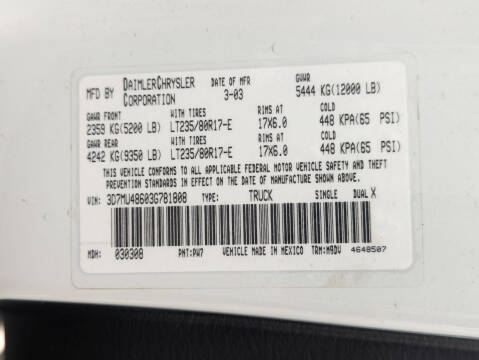 MFD BY DAIMLERCHRYSLER CORPORATION DATE OF MFR 3-03 GVWR 5444 KG(12000 LB)
GAWR FRONT WITH TIRES RIMS AT COLD
2359 KG(5200 LB) LT235/80R17-E 17X6.0 448 KPA(65 PSI)
GAWR REAR WITH TIRES RIMS AT COLD
4242 KG(9350 LB) LT235/80R17-E 17X6.0 448 KPA(65 PSI)
THIS VEHICLE CONFORMS TO ALL APPLICABLE FEDERAL MOTOR VEHICLE SAFETY AND
THEFT PREVENTION STANDARDS IN EFFECT ON THE DATE OF MANUFACTURE SHOWN ABOVE
VIN: 3D7MU48603G781808 TYPE: TRUCK SINGLE DUAL X
MDH: 030308 PNT: PW7 VEHICLE MADE IN MEXICO TRM: M9DV 4648507